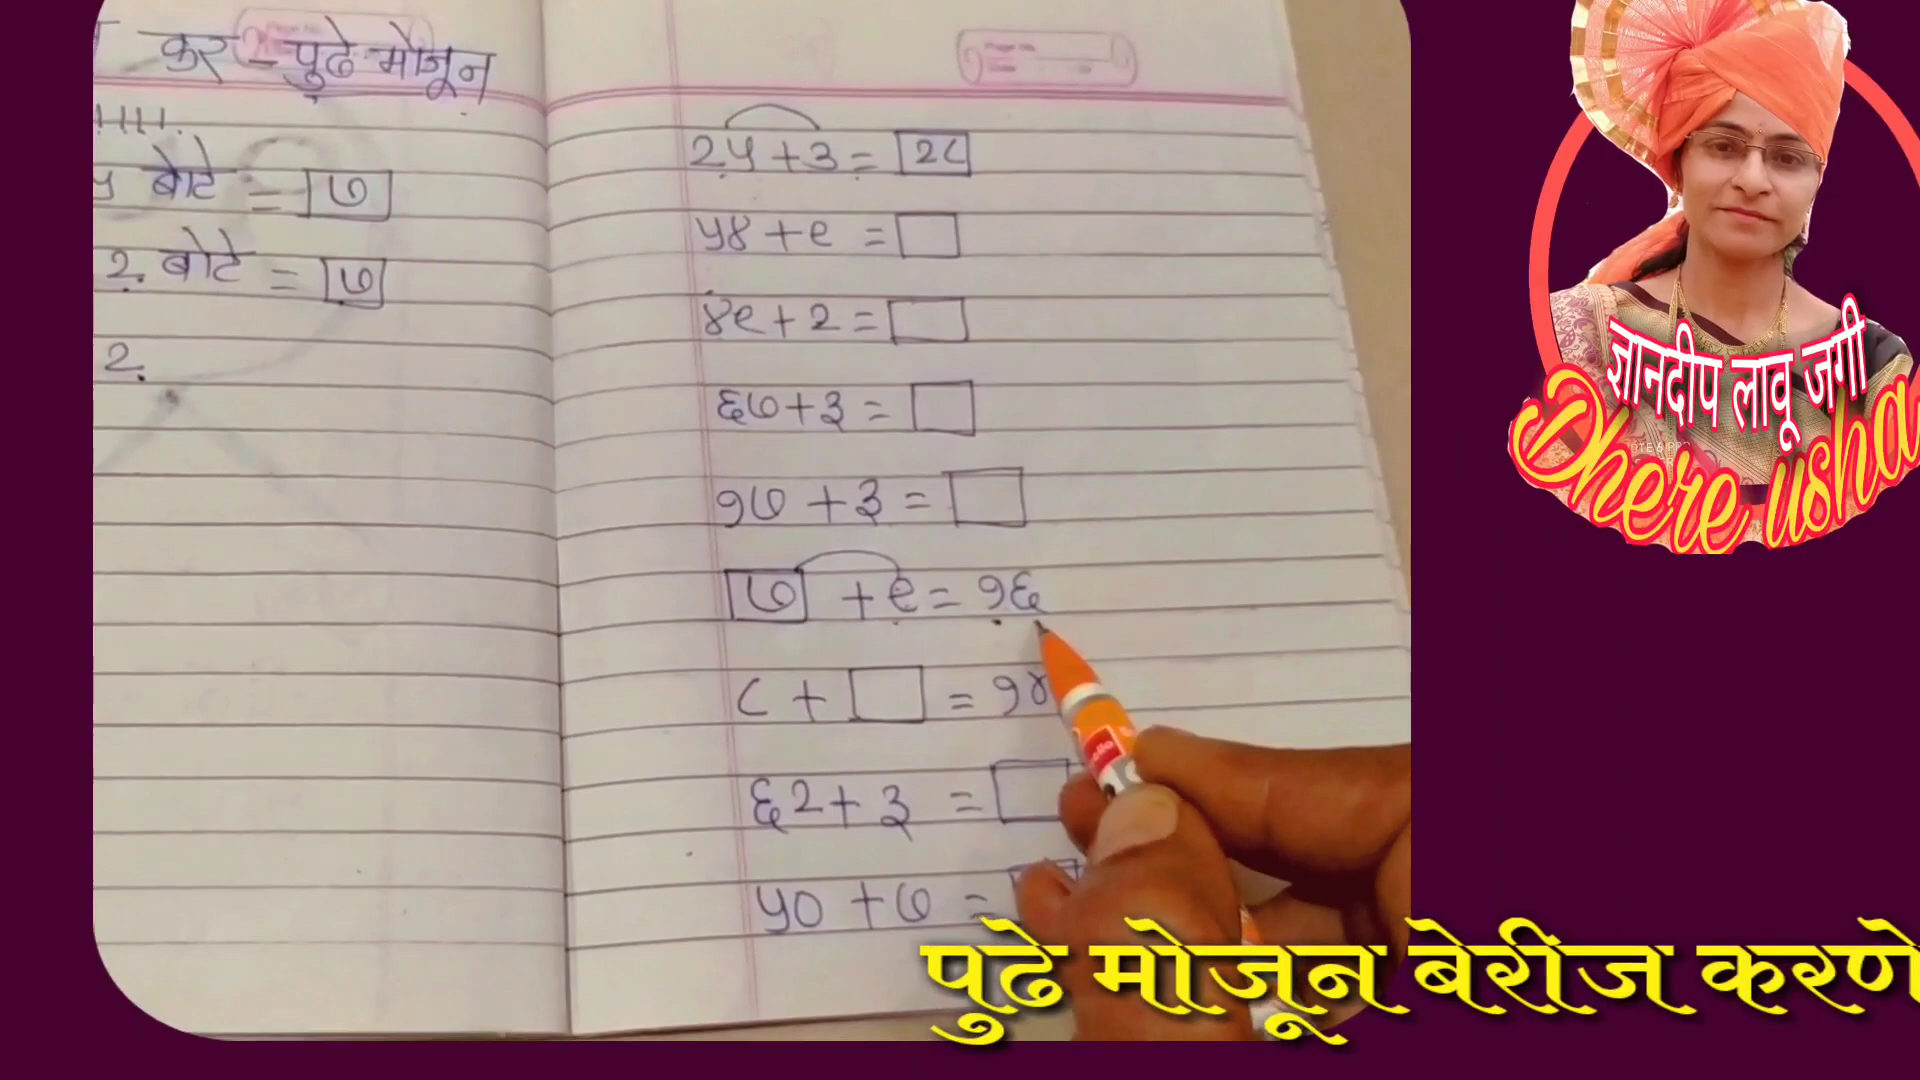 कर - पुढे मोजून
५ बोटे = ७
२ बोटे = ७
२
२५ + ३ = २८
५४ + ९ =
४९ + २ =
६७ + ३ =
१७ + ३ =
७ + ९ = १६
८ + = १४
६२ + ३ =
५० + ७ =
ज्ञानदीप लावू जगी
Dhere usha
पुढे मोजून बेरीज करणे